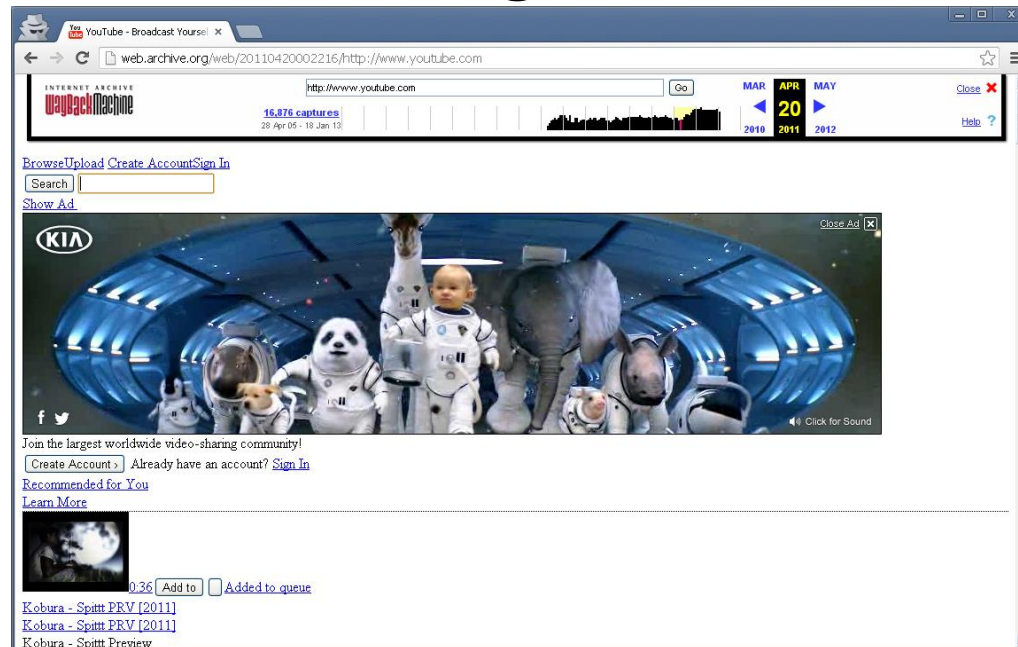 You Tube YouTube - Broadcast Yoursel
web.archive.org/web/20110420002216/http://www.youtube.com
INTERNET ARCHIVE
WayBackMachine
http://www.youtube.com Go
16,876 captures
28 Apr 05 - 18 Jan 13
MAR APR MAY
20
2010 2011 2012
Close
Help ?
BrowseUpload Create AccountSign In
Search
Show Ad
KIA
Close Ad X
f
Click for Sound
Join the largest worldwide video-sharing community!
Create Account › Already have an account? Sign In
Recommended for You
Learn More
0:36 Add to Added to queue
Kobura - Spittt PRV [2011]
Kobura - Spittt PRV [2011]
Kobura - Spittt Preview